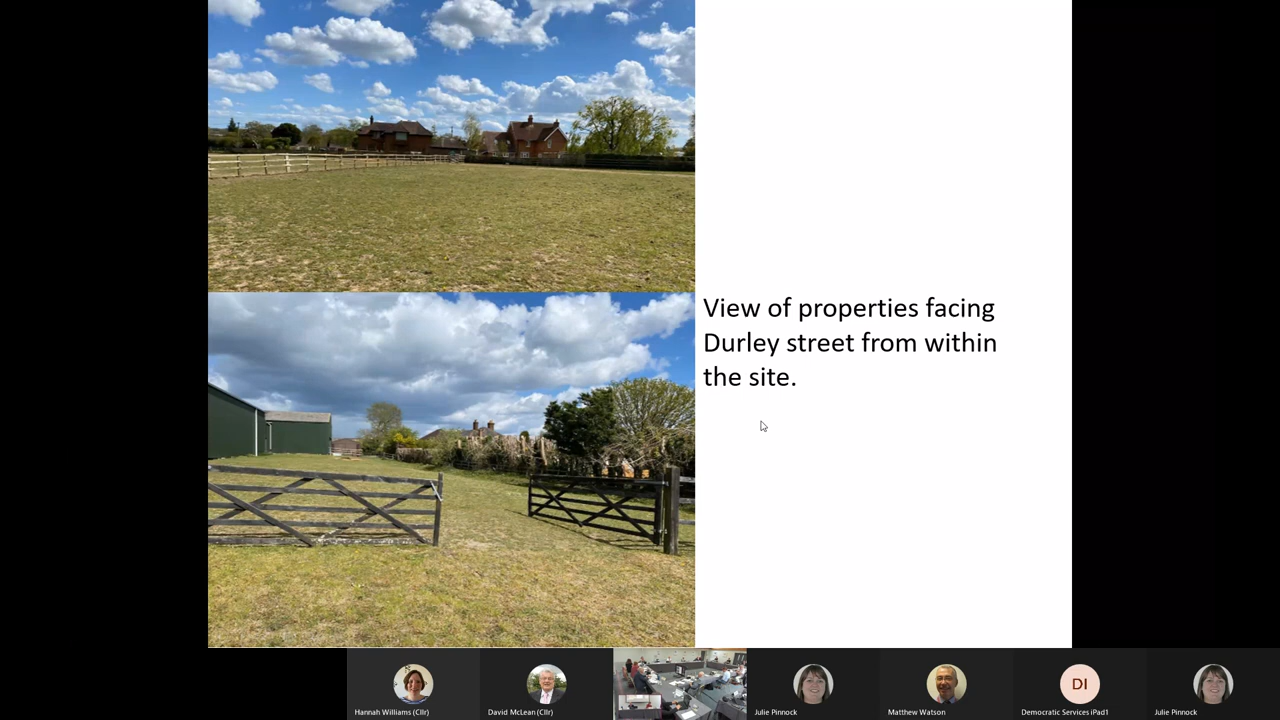 View of properties facing
Durley street from within
the site.
Hannah Williams (Cllr)
David McLean (Cllr)
Julie Pinnock
Matthew Watson
DI
Democratic Services iPad1
Julie Pinnock